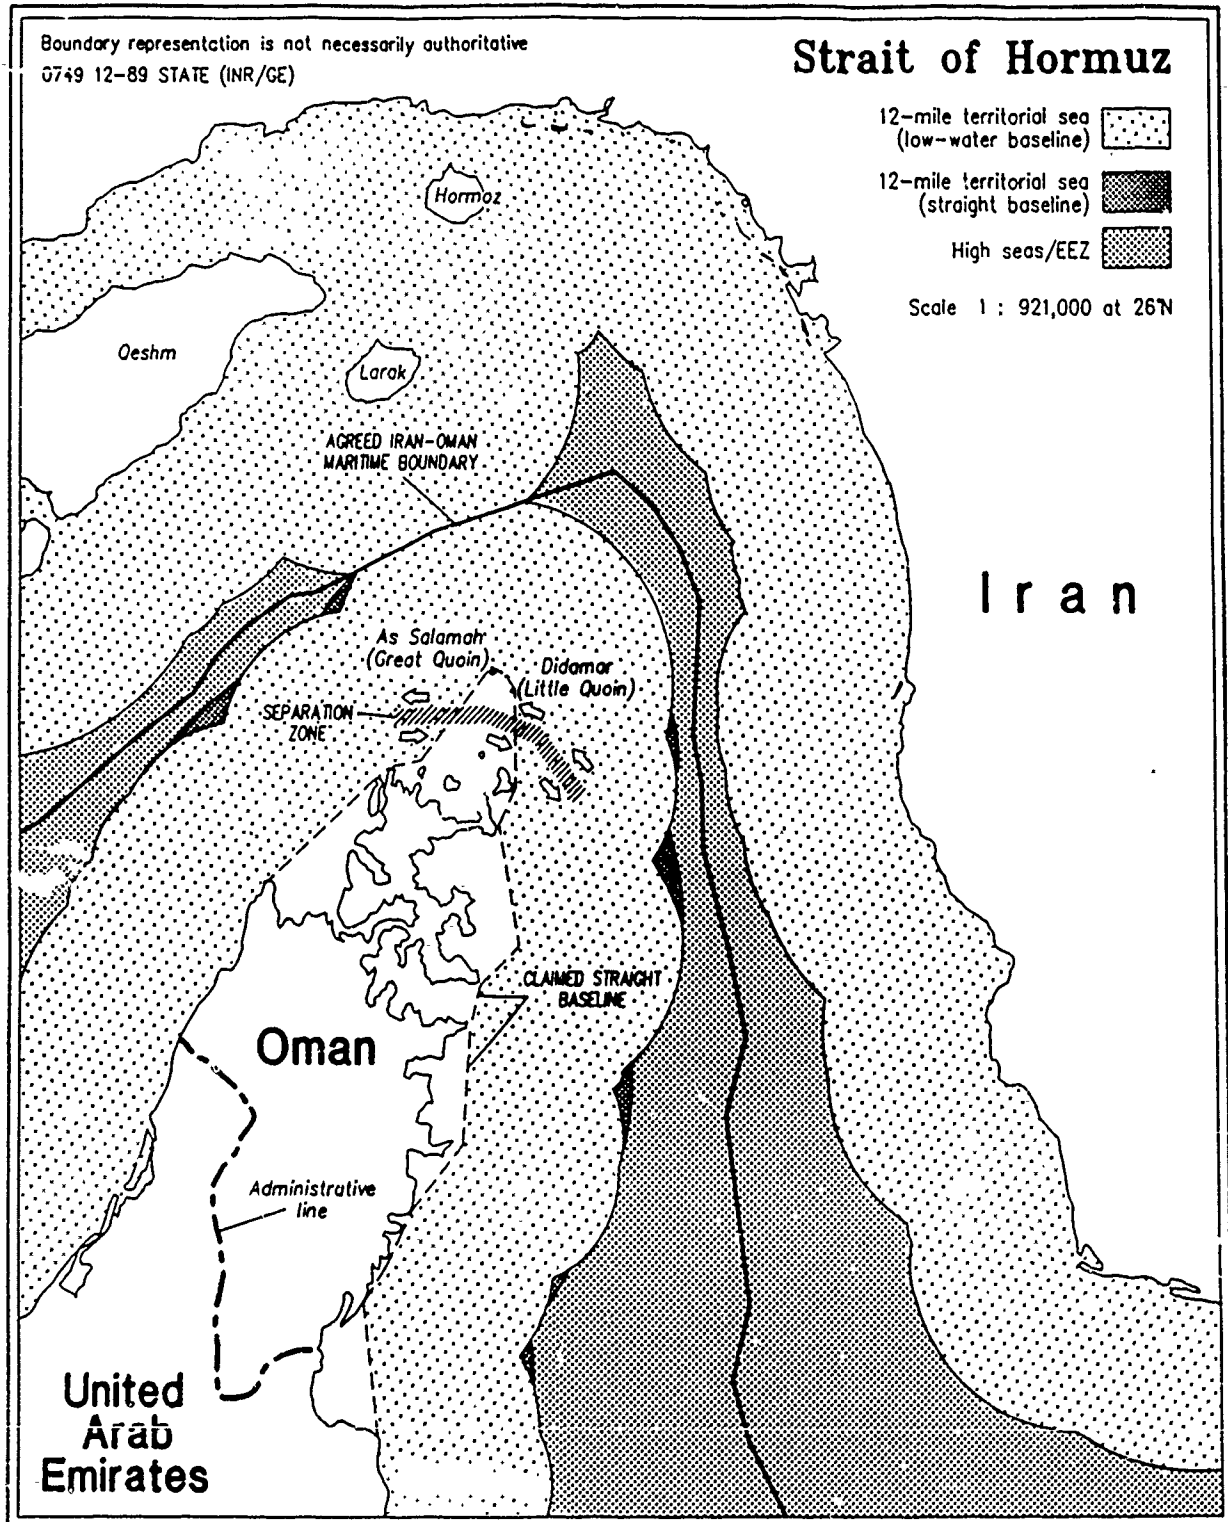 Boundary representation is not necessarily authoritative
0749 12-89 STATE (INR/GE)
Strait of Hormuz
12-mile territorial sea
(low-water baseline)
12-mile territorial sea
(straight baseline)
High seas/EEZ
Scale 1 : 921,000 at 26°N
Hormoz
Qeshm
Larak
AGREED IRAN-OMAN
MARITIME BOUNDARY
Iran
As Salamah
(Great Quoin)
Didamar
(Little Quoin)
SEPARATION
ZONE
CLAIMED STRAIGHT
BASELINE
Oman
Administrative
line
United
Arab
Emirates